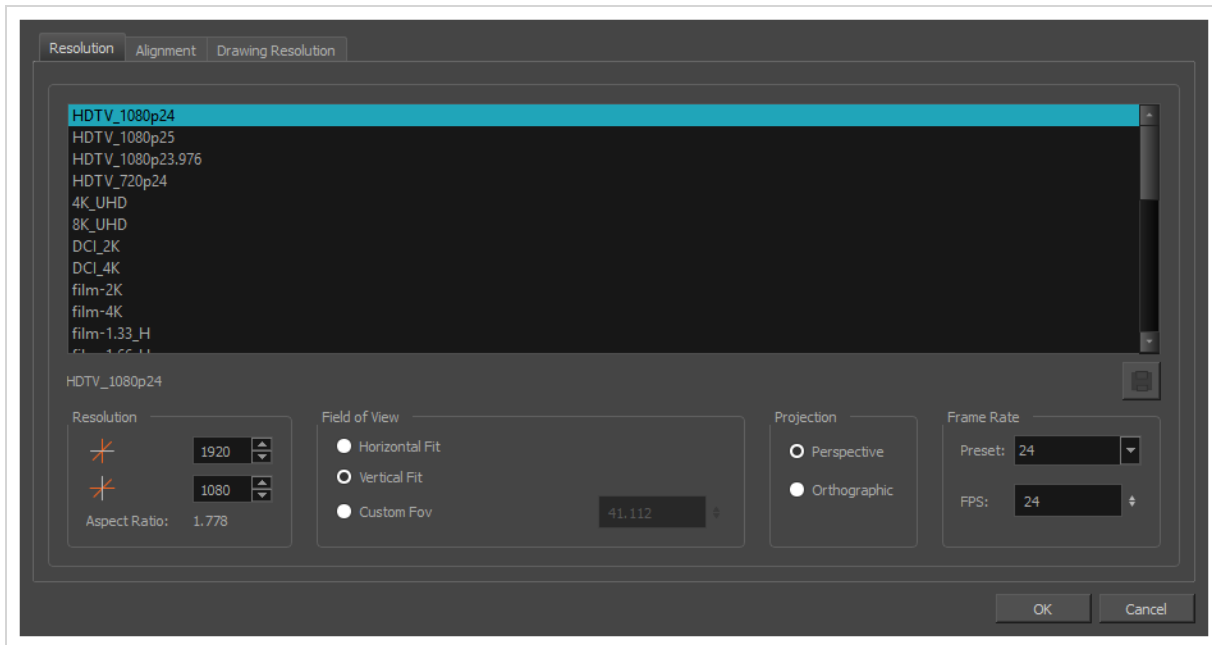 Resolution Alignment Drawing Resolution
HDTV_1080p24
HDTV_1080p25
HDTV_1080p23.976
HDTV_720p24
4K_UHD
8K_UHD
DCI_2K
DCI_4K
film-2K
film-4K
film-1.33_H
HDTV_1080p24
Resolution Field of View Projection Frame Rate
1920 Horizontal Fit Perspective Preset: 24
Vertical Fit
1080 Orthographic FPS: 24
Custom Fov 41.112
Aspect Ratio: 1.778
OK Cancel